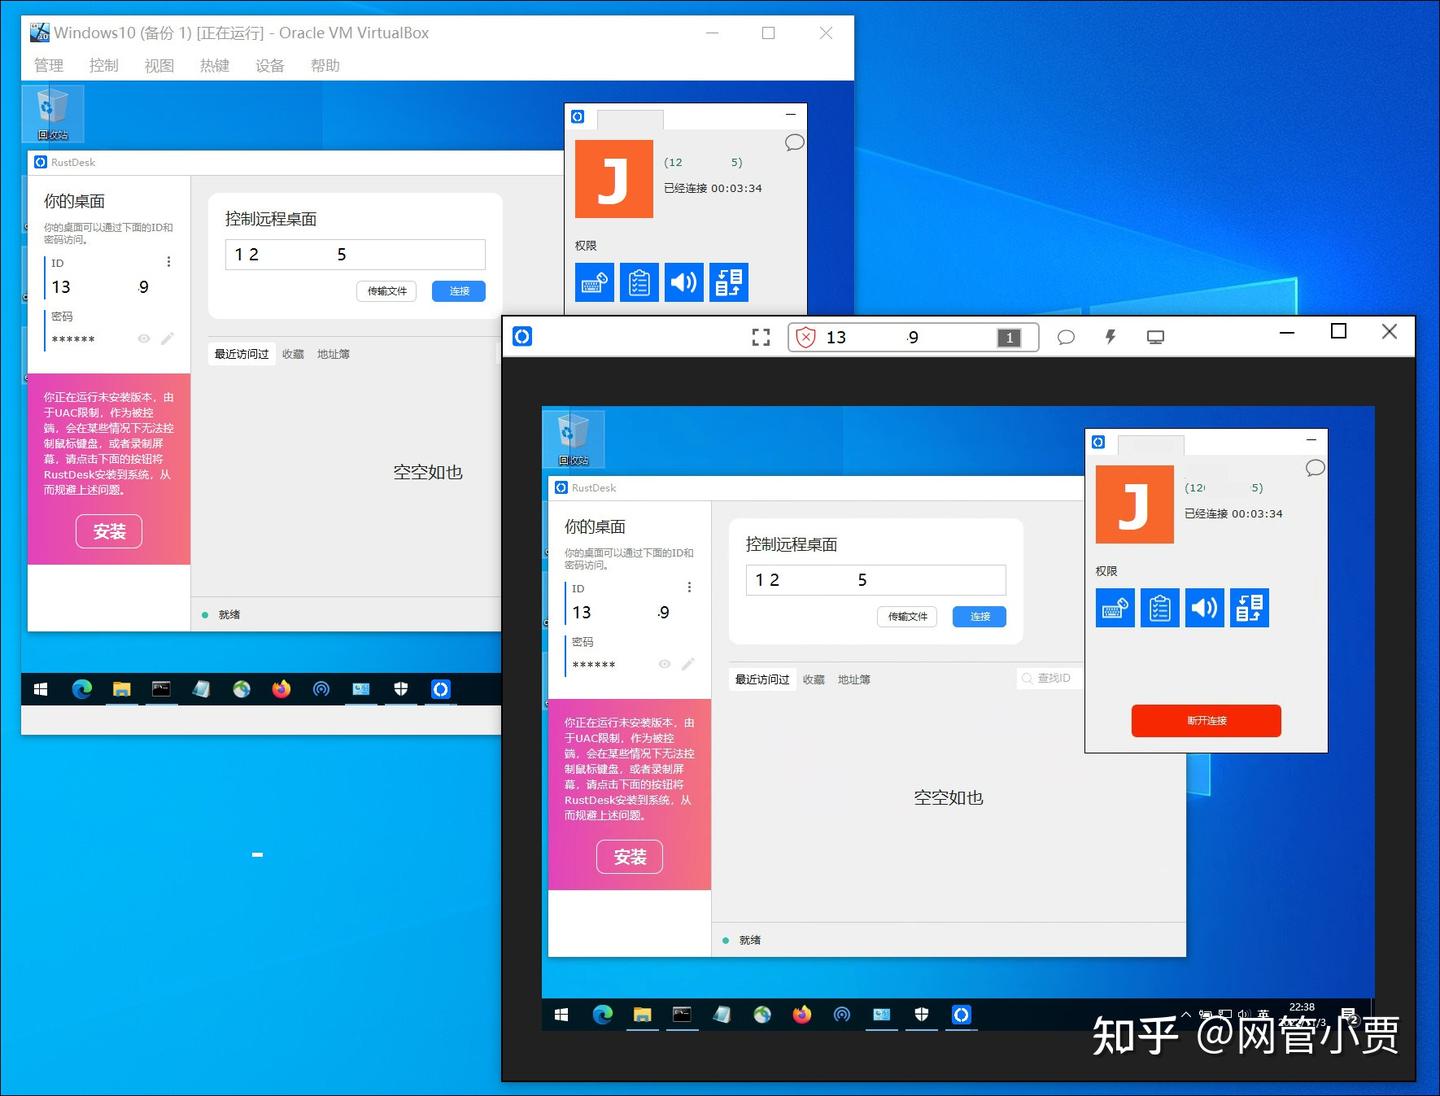 Windows10 (备份 1) [正在运行] - Oracle VM VirtualBox
管理 控制 视图 热键 设备 帮助
回收站
RustDesk
你的桌面
你的桌面可以通过下面的ID和
密码访问。
ID
13 9
密码
******
你正在运行未安装版本，由
于UAC限制，作为被控
端，会在某些情况下无法控
制鼠标键盘，或者录制屏
幕，请点击下面的按钮将
RustDesk安装到系统，从
而规避上述问题。
安装
控制远程桌面
12 5
传输文件 连接
最近访问过 收藏 地址簿
空空如也
就绪
J
(12 5)
已经连接 00:03:34
权限
13 9 1
回收站
RustDesk
你的桌面
你的桌面可以通过下面的ID和
密码访问。
ID
13 9
密码
******
你正在运行未安装版本，由
于UAC限制，作为被控
端，会在某些情况下无法控
制鼠标键盘，或者录制屏
幕，请点击下面的按钮将
RustDesk安装到系统，从
而规避上述问题。
安装
控制远程桌面
12 5
传输文件 连接
最近访问过 收藏 地址簿 查找ID
空空如也
就绪
J
(12 5)
已经连接 00:03:34
权限
断开连接
英 22:38
2
知乎 @网管小贾